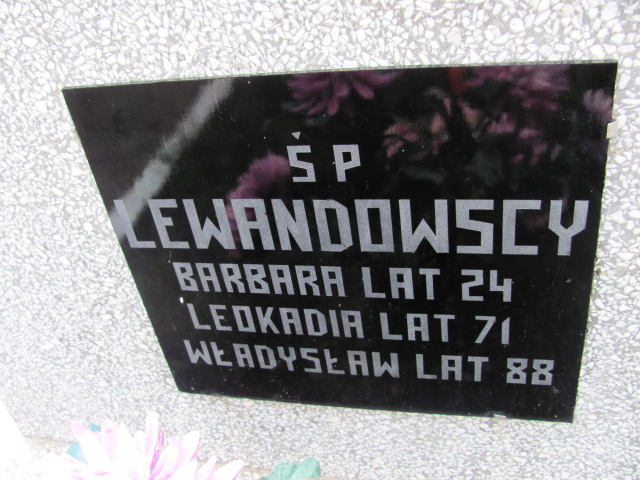 Ś P
LEWANDOWSCY
BARBARA LAT 24
LEOKADIA LAT 71
WŁADYSŁAW LAT 88